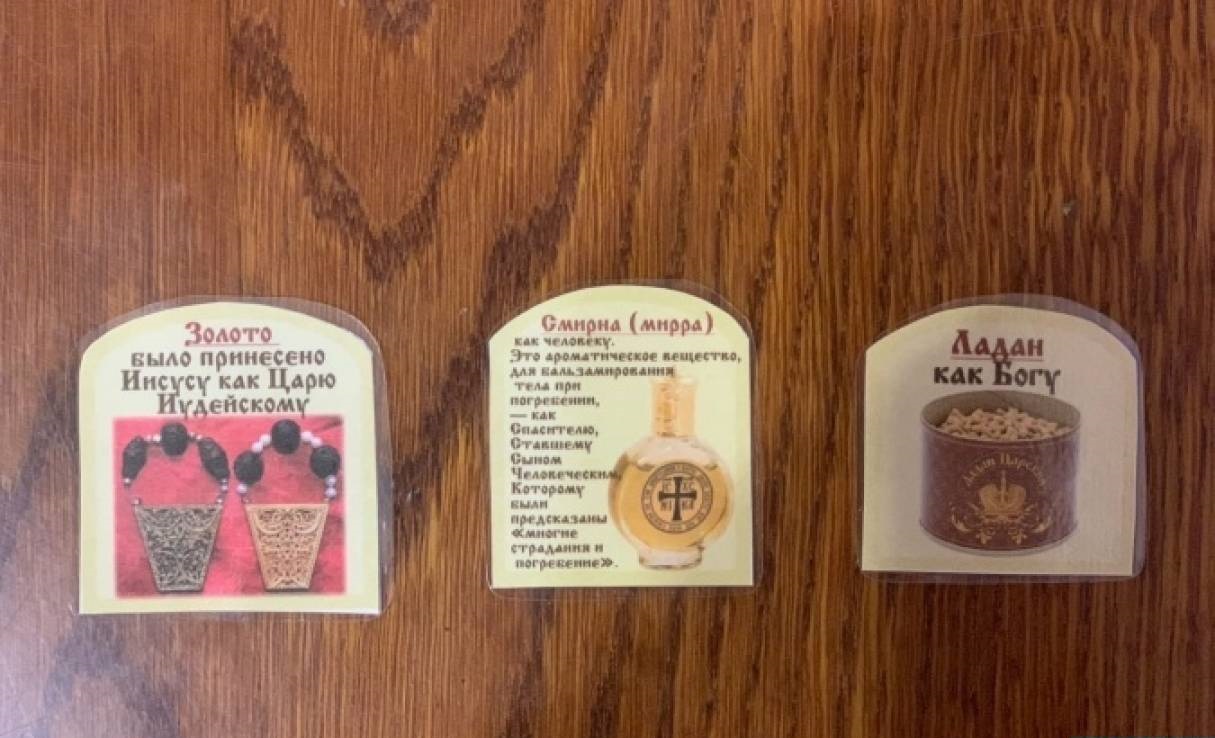 Золото
было принесено
Иисусу как Царю
Иудейскому
Смирна (мирра)
как человеку.
Это ароматическое вещество,
для бальзамирования
тела при
погребении,
— как
Спасителю,
Ставшему
Сыном
Человеческим,
Которому
были
предсказаны
«многие
страдания и
погребение».
Ладан
как Богу